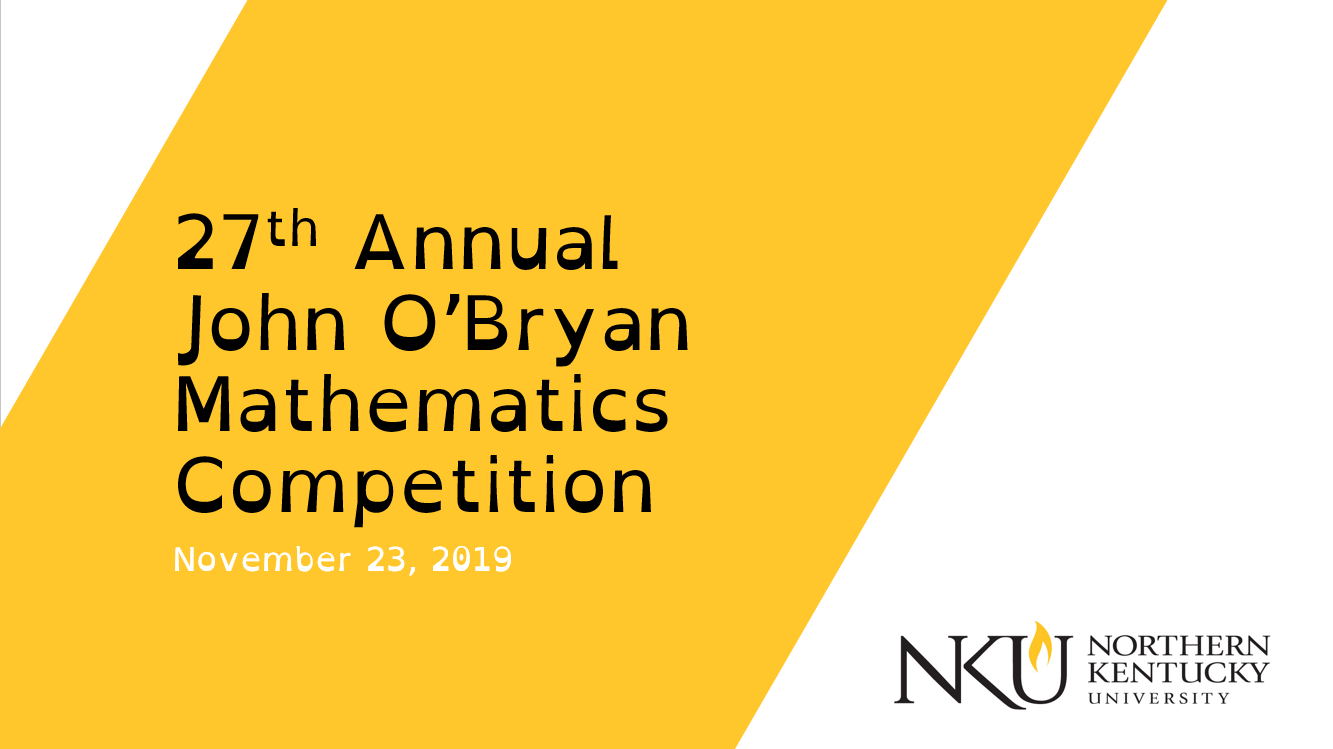 27th Annual
John O’Bryan
Mathematics
Competition
November 23, 2019
NKU NORTHERN
KENTUCKY
UNIVERSITY